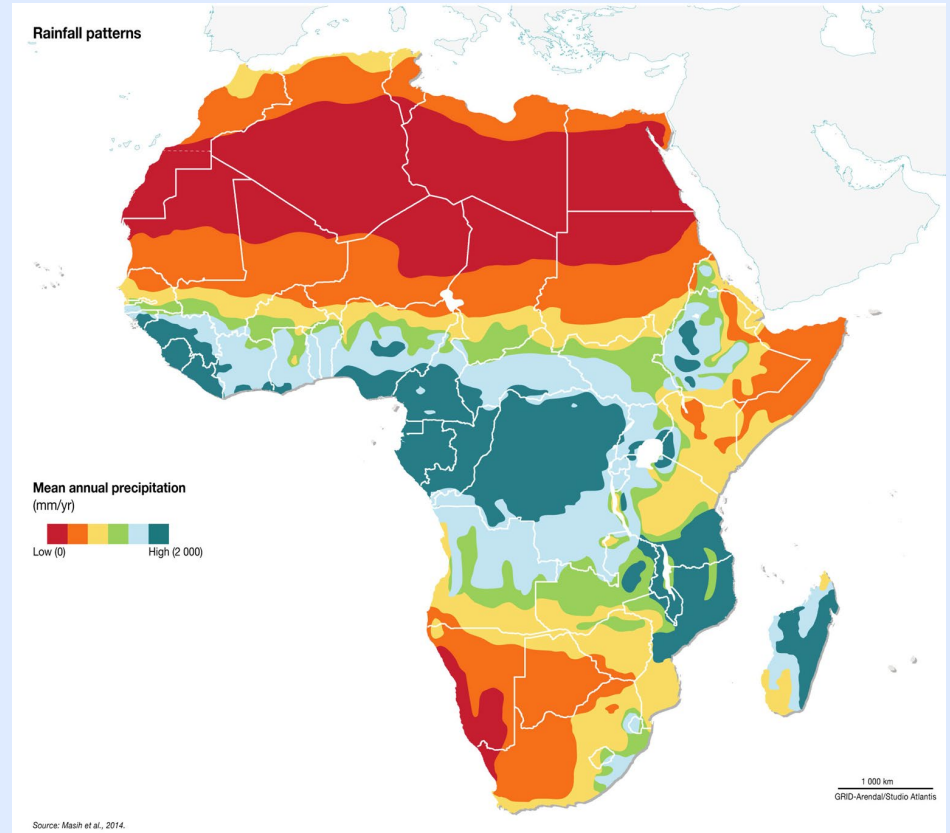 Rainfall patterns
Mean annual precipitation
(mm/yr)
Low (0) High (2 000)
1 000 km
GRID-Arendal/Studio Atlantis
Source: Masih et al., 2014.